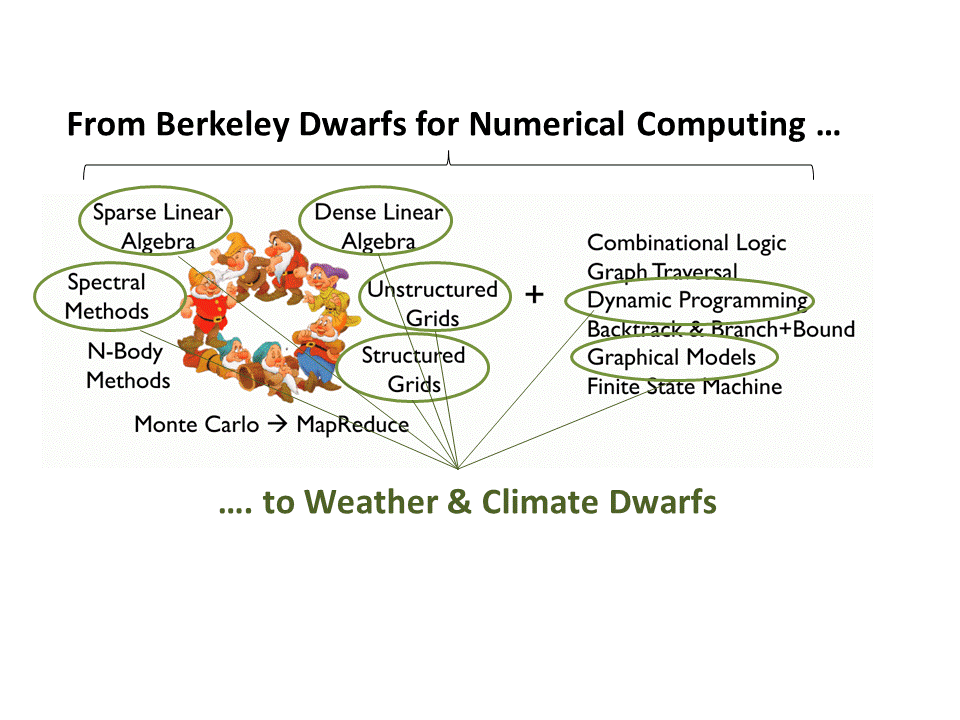 From Berkeley Dwarfs for Numerical Computing …
Sparse Linear
Algebra
Dense Linear
Algebra
Spectral
Methods
Unstructured
Grids
N-Body
Methods
Structured
Grids
Monte Carlo → MapReduce
+
Combinational Logic
Graph Traversal
Dynamic Programming
Backtrack & Branch+Bound
Graphical Models
Finite State Machine
…. to Weather & Climate Dwarfs